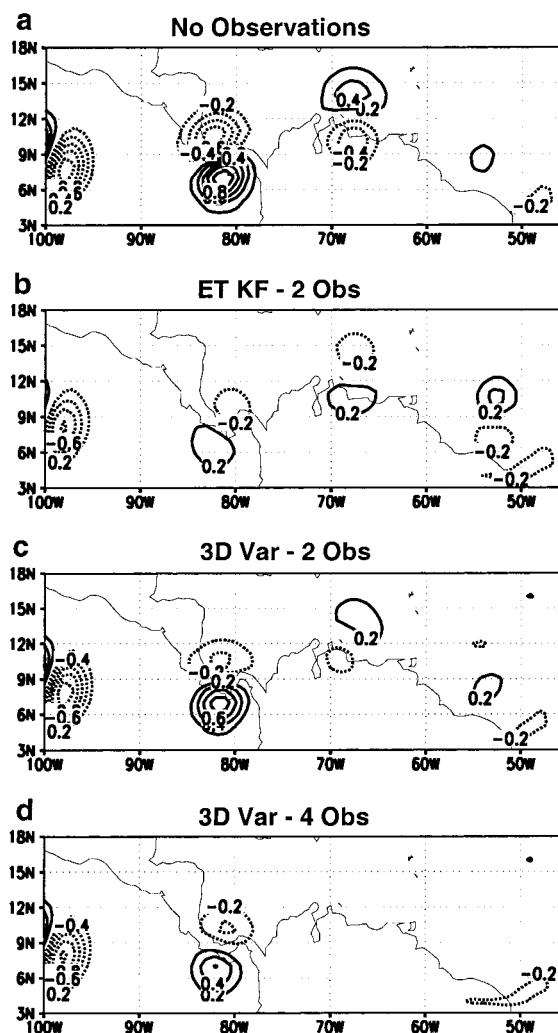 a
No Observations
18N
15N
12N
9N
6N
3N
-0.2
0.4
0.2
-0.4
0.4
-0.4
-0.2
0.8
0.2
-0.2
100W
90W
80W
70W
60W
50W
b
ET KF - 2 Obs
18N
15N
12N
9N
6N
3N
-0.2
0.2
-0.2
0.2
-0.6
0.2
0.2
-0.2
-0.2
100W
90W
80W
70W
60W
50W
c
3D Var - 2 Obs
18N
15N
12N
9N
6N
3N
-0.4
0.2
-0.2
-0.6
0.6
0.2
0.2
-0.2
100W
90W
80W
70W
60W
50W
d
3D Var - 4 Obs
18N
15N
12N
9N
6N
3N
-0.4
-0.2
-0.6
0.4
0.2
0.2
-0.2
100W
90W
80W
70W
60W
50W